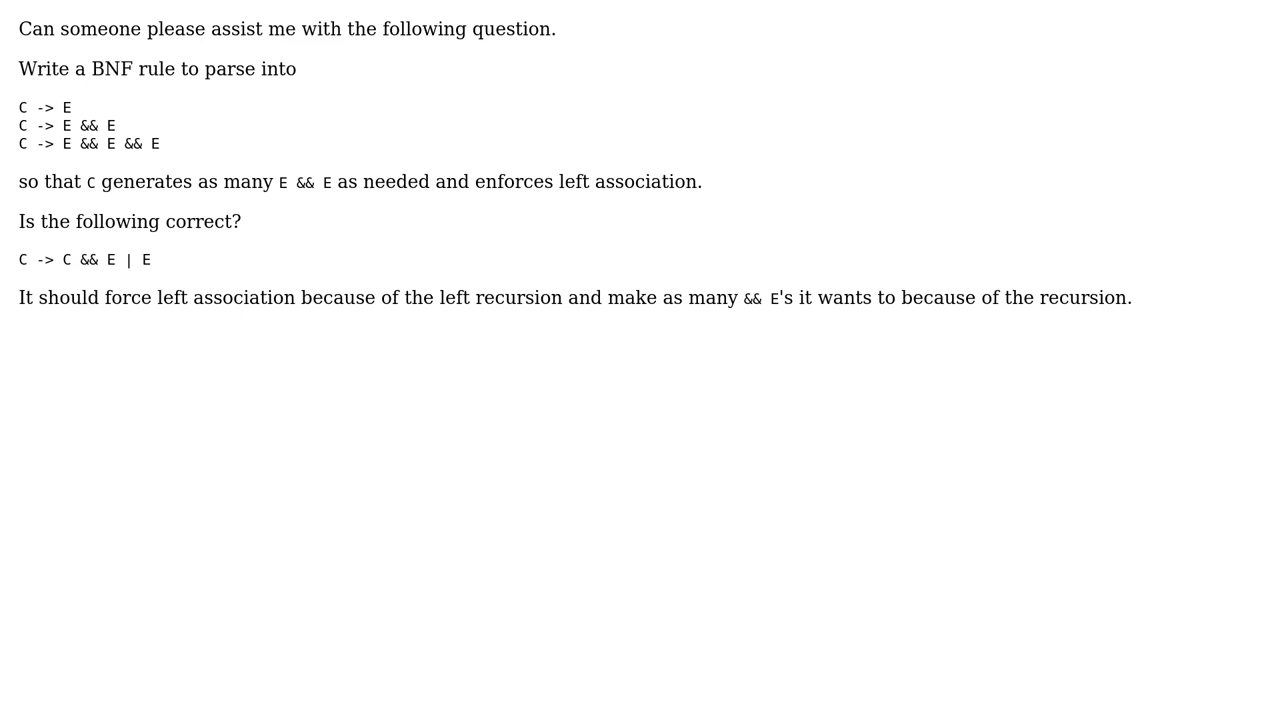 Can someone please assist me with the following question.
Write a BNF rule to parse into
C -> E
C -> E && E
C -> E && E && E
so that C generates as many E && E as needed and enforces left association.
Is the following correct?
C -> C && E | E
It should force left association because of the left recursion and make as many && E's it wants to because of the recursion.